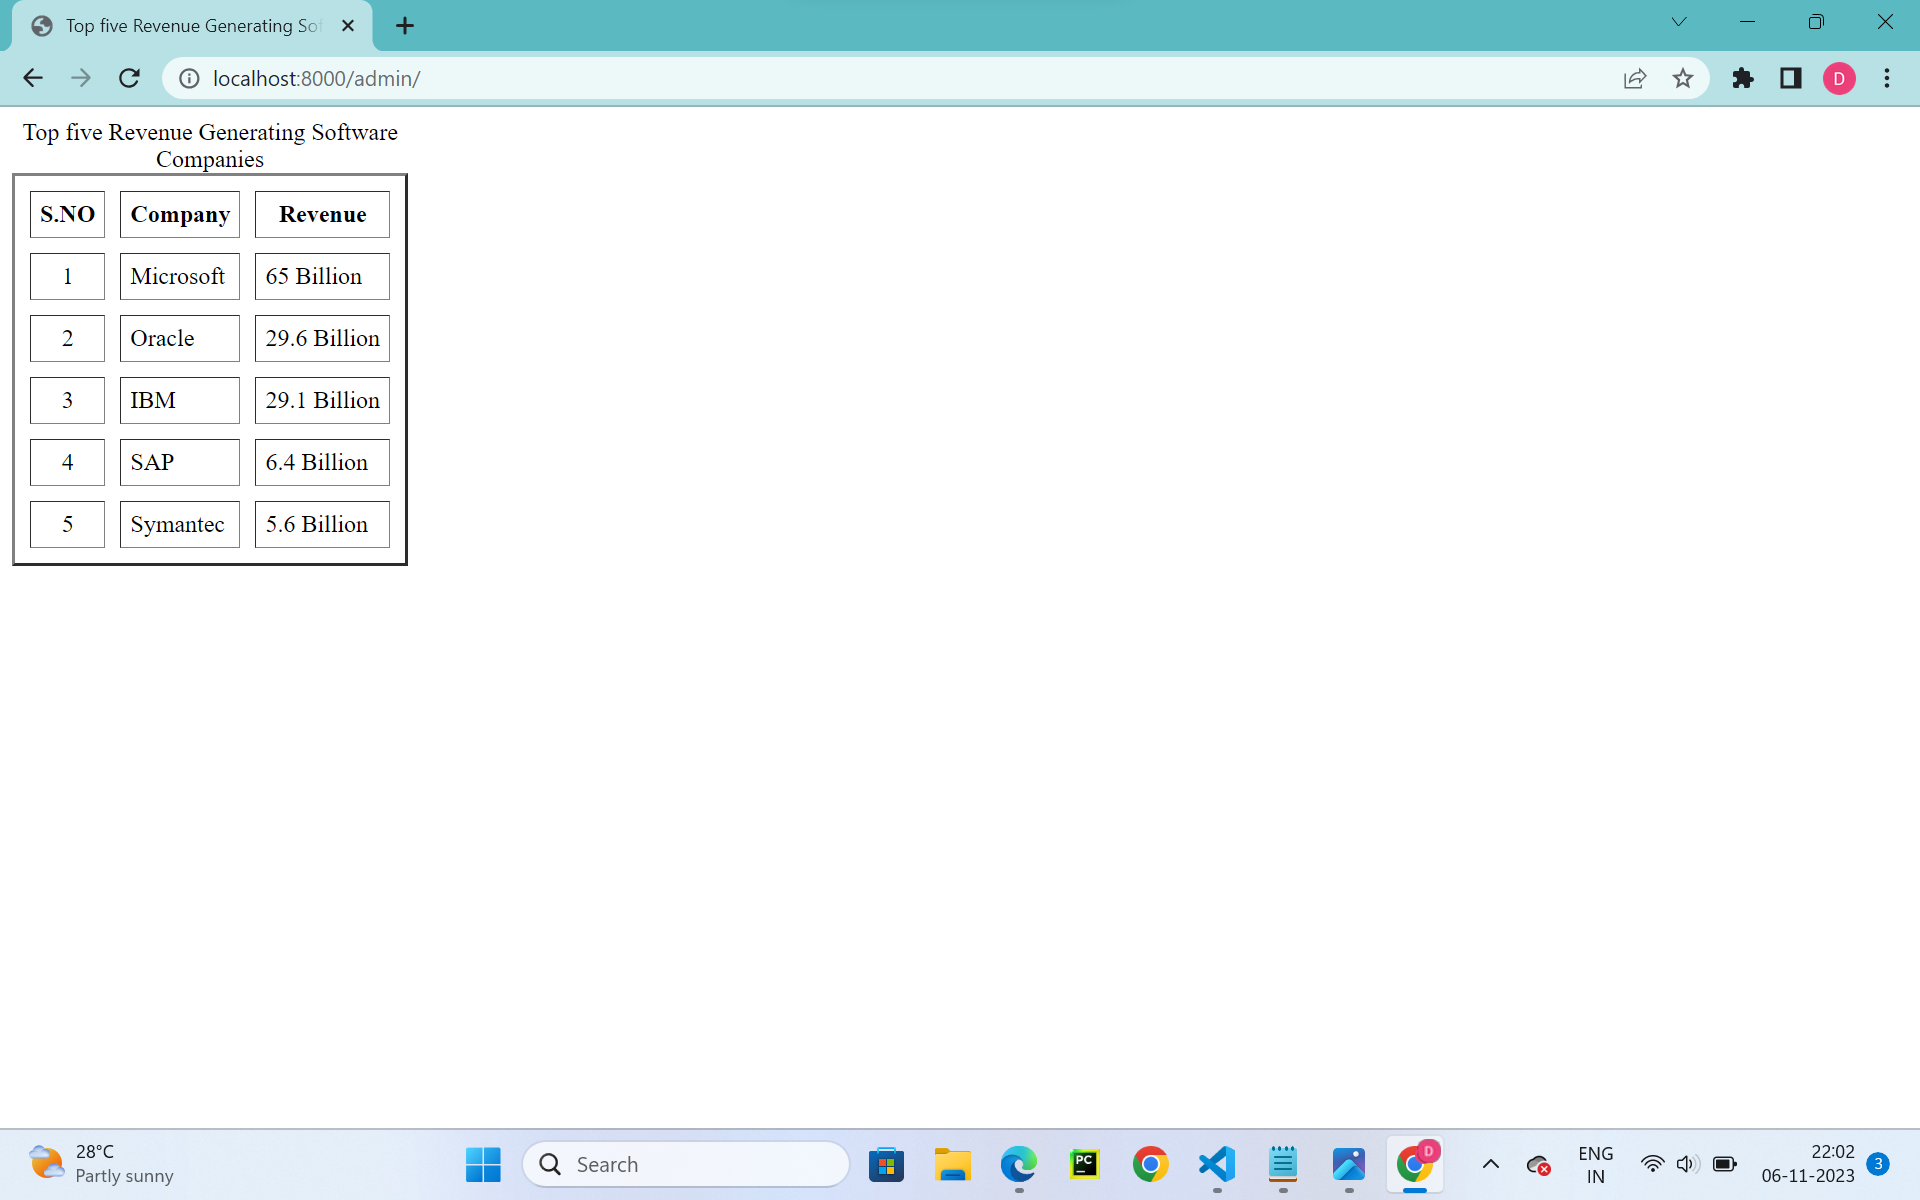 Top five Revenue Generating Sof
localhost:8000/admin/
D
Top five Revenue Generating Software
Companies
S.NO Company Revenue
1 Microsoft 65 Billion
2 Oracle 29.6 Billion
3 IBM 29.1 Billion
4 SAP 6.4 Billion
5 Symantec 5.6 Billion
28°C
Partly sunny
Search
PC
D
ENG
IN
22:02
06-11-2023
3